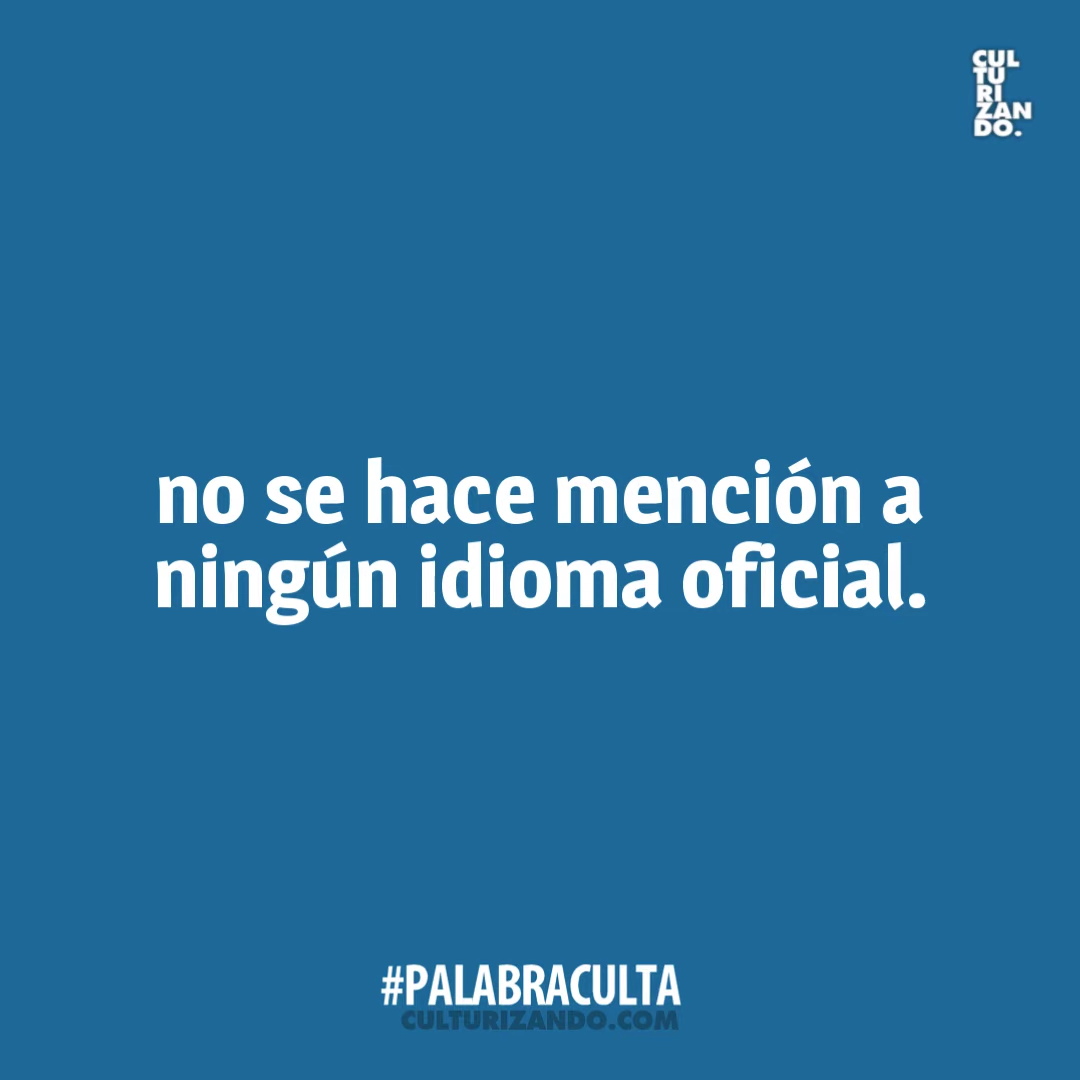 CUL
TU
RI
ZAN
DO.
no se hace mención a
ningún idioma oficial.
#PALABRACULTA
CULTURIZANDO.COM